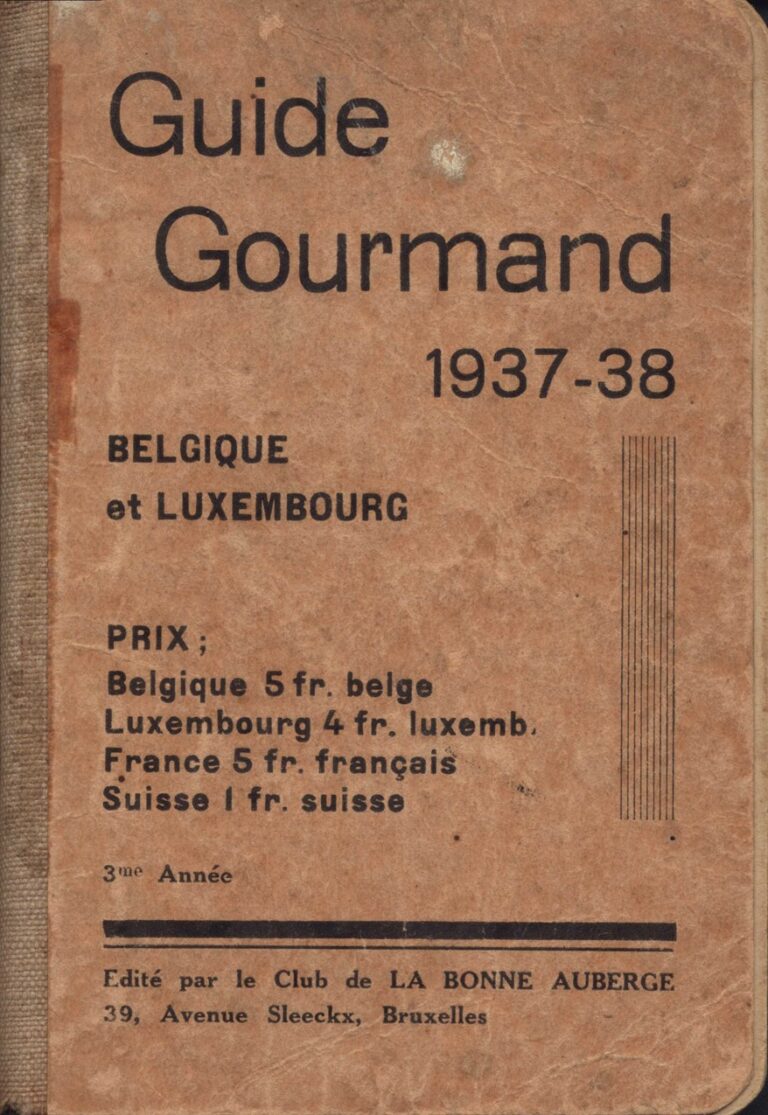 Guide
Gourmand
1937-38
BELGIQUE
et LUXEMBOURG
PRIX ;
Belgique 5 fr. belge
Luxembourg 4 fr. luxemb.
France 5 fr. français
Suisse 1 fr. suisse
3me Année
Edité par le Club de LA BONNE AUBERGE
39, Avenue Sleeckx, Bruxelles